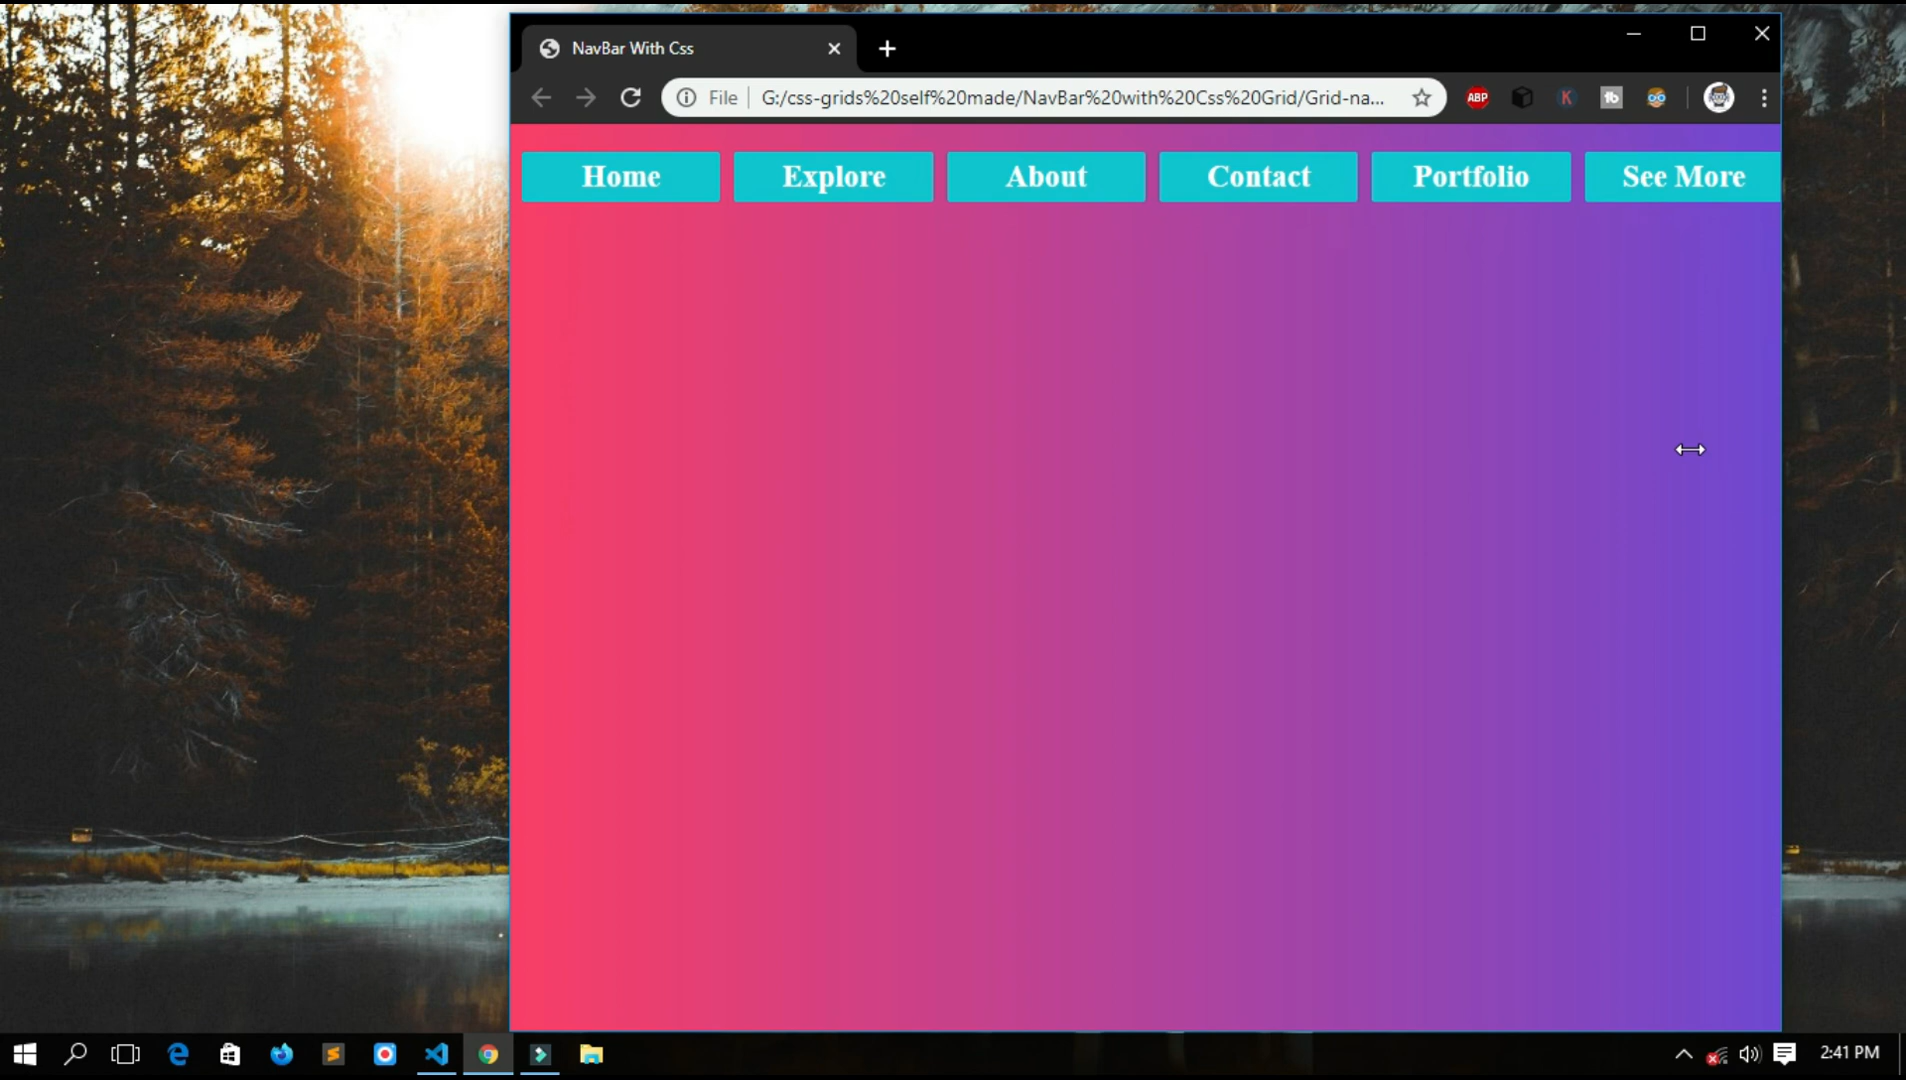 NavBar With Css
File G:/css-grids%20self%20made/NavBar%20with%20Css%20Grid/Grid-na...
ABP
K
tb
Home
Explore
About
Contact
Portfolio
See More
2:41 PM